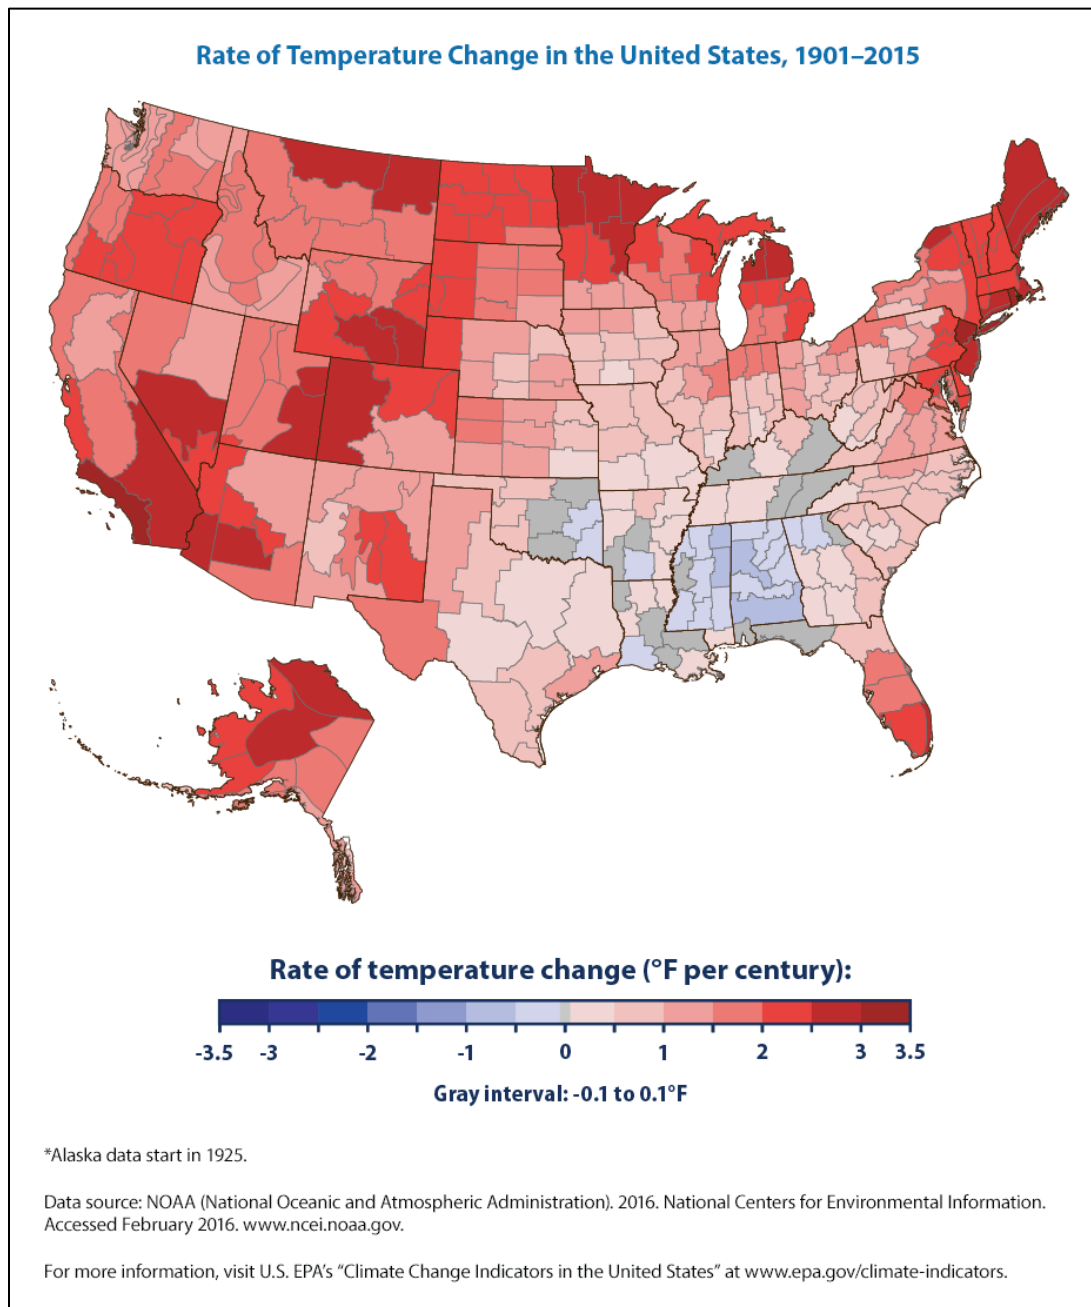 Rate of Temperature Change in the United States, 1901–2015
Rate of temperature change (°F per century):
-3.5 -3 -2 -1 0 1 2 3 3.5
Gray interval: -0.1 to 0.1°F
*Alaska data start in 1925.
Data source: NOAA (National Oceanic and Atmospheric Administration). 2016. National Centers for Environmental Information.
Accessed February 2016. www.ncei.noaa.gov.
For more information, visit U.S. EPA's “Climate Change Indicators in the United States” at www.epa.gov/climate-indicators.